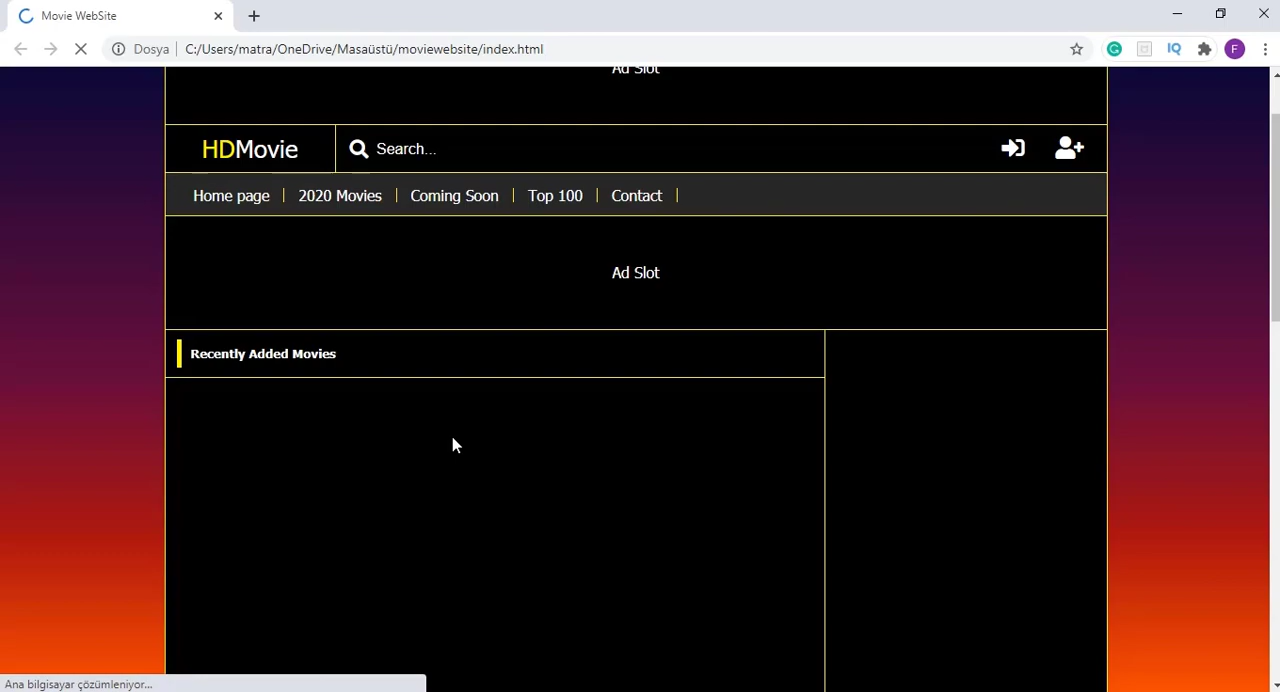 Movie WebSite
Dosya C:/Users/matra/OneDrive/Masaüstü/moviewebsite/index.html
IQ
F
Ad Slot
HDMovie Search...
Home page 2020 Movies Coming Soon Top 100 Contact
Ad Slot
Recently Added Movies
Ana bilgisayar çözümleniyor...